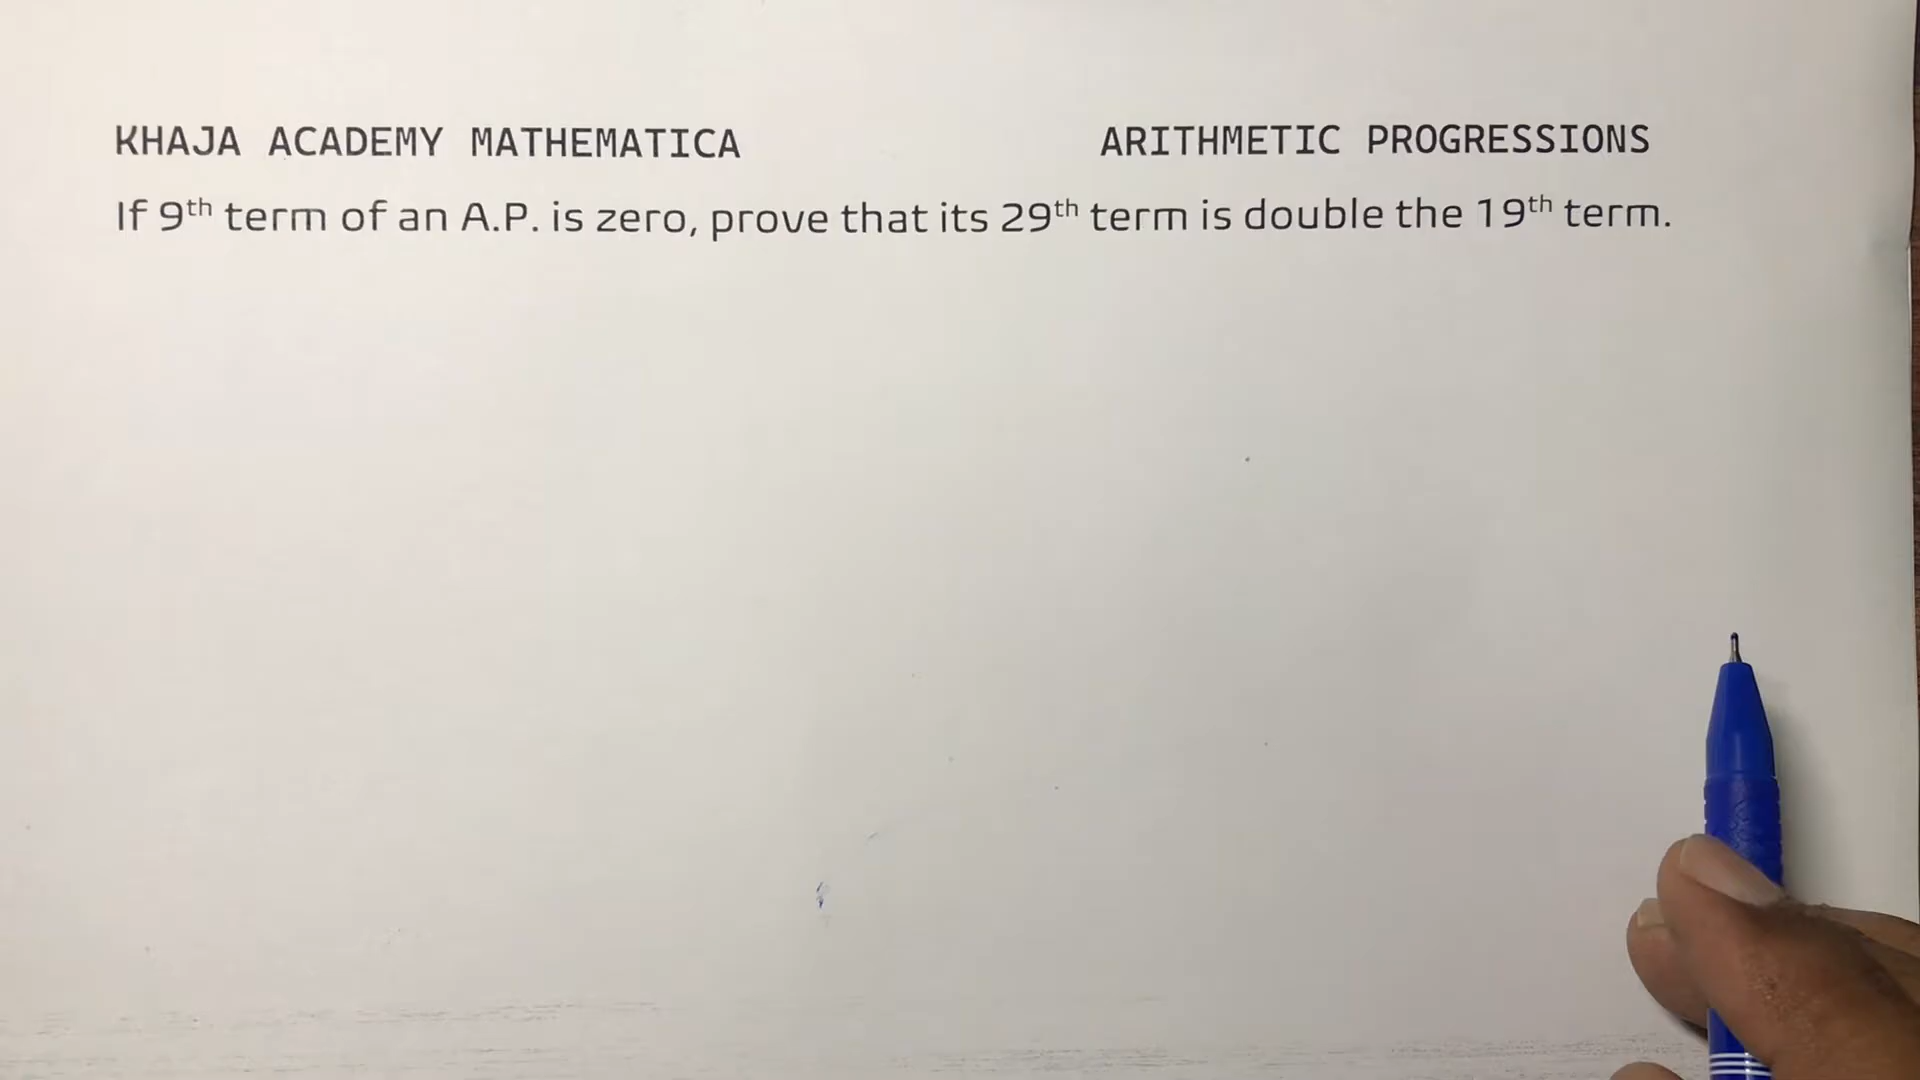 KHAJA ACADEMY MATHEMATICA ARITHMETIC PROGRESSIONS
If 9th term of an A.P. is zero, prove that its 29th term is double the 19th term.